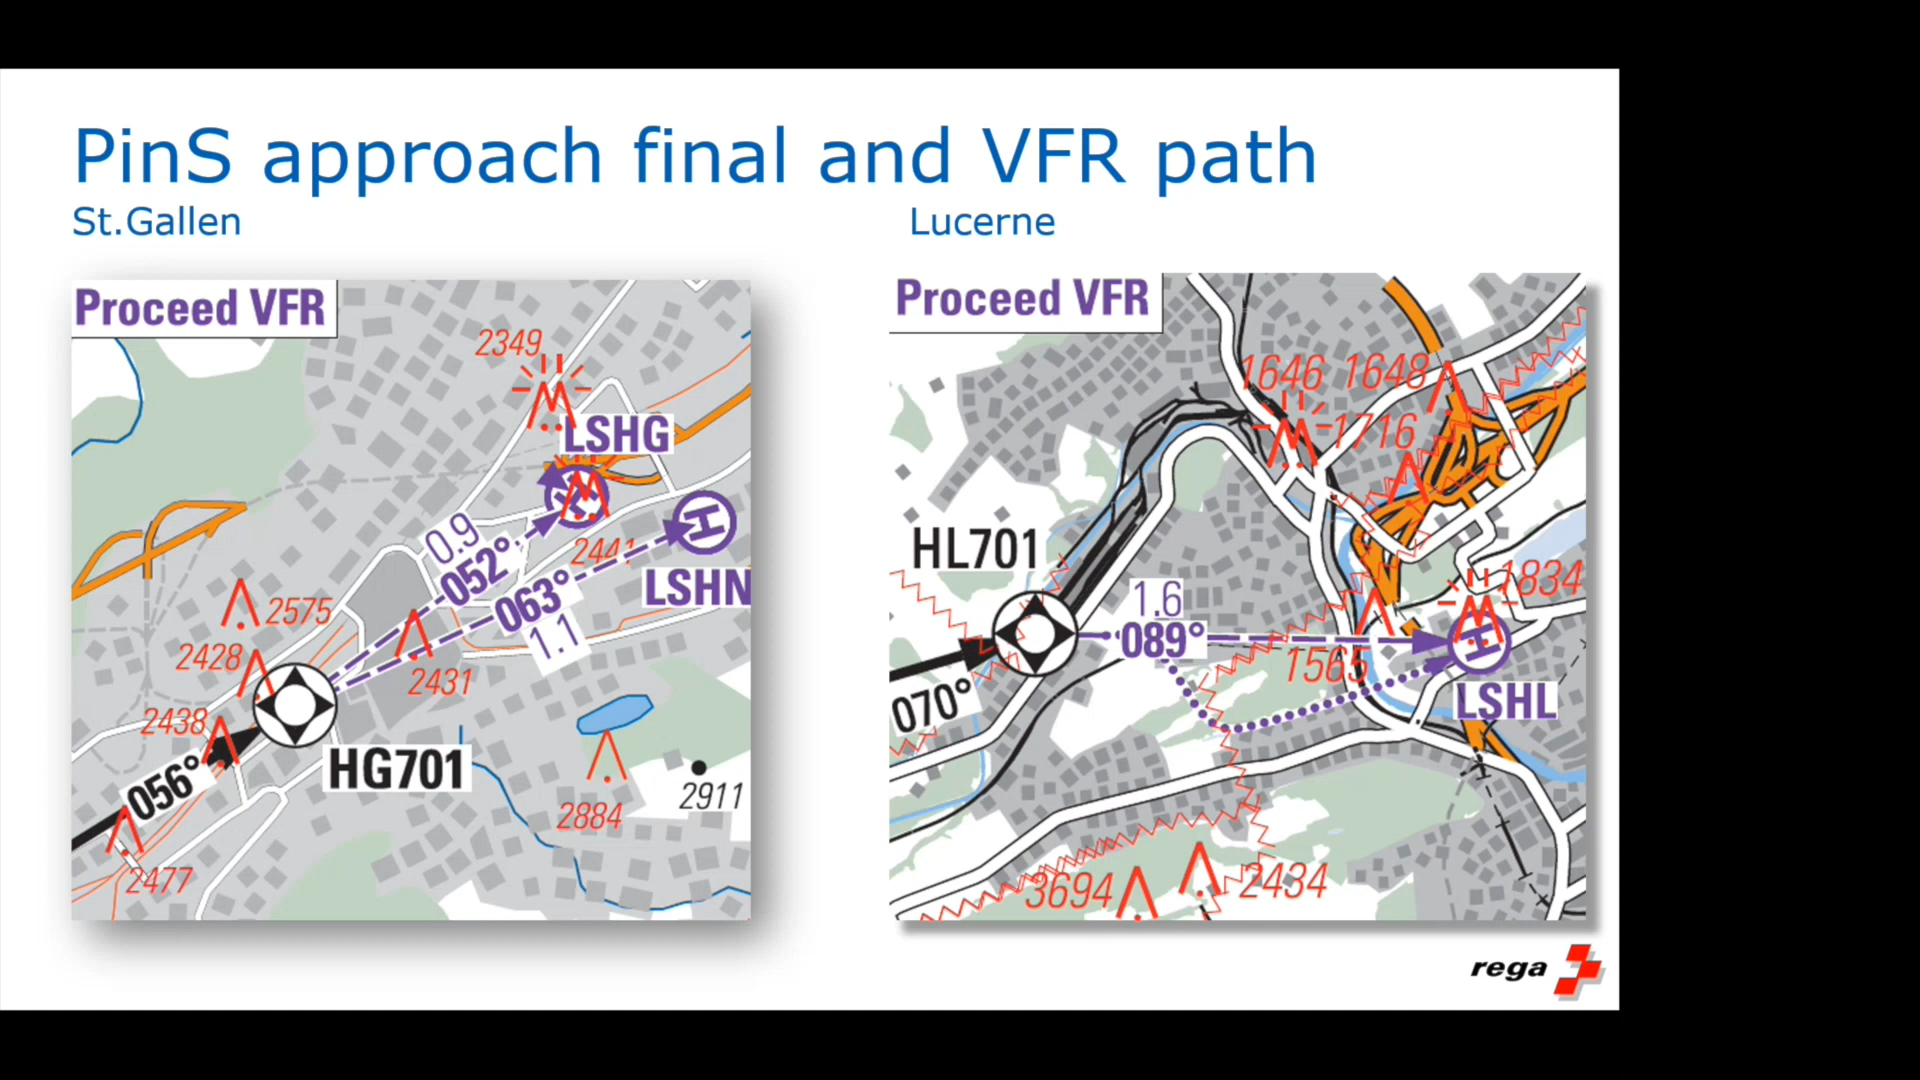 PinS approach final and VFR path
St.Gallen
Lucerne
Proceed VFR
2349
LSHG
0.9
052°
2441
063°
1.1
LSHN
2575
2428
2431
2438
HG701
056°
2884
2911
2477
Proceed VFR
1646
1648
1716
HL701
1.6
089°
1834
1565
LSHL
070°
3694
2434
rega